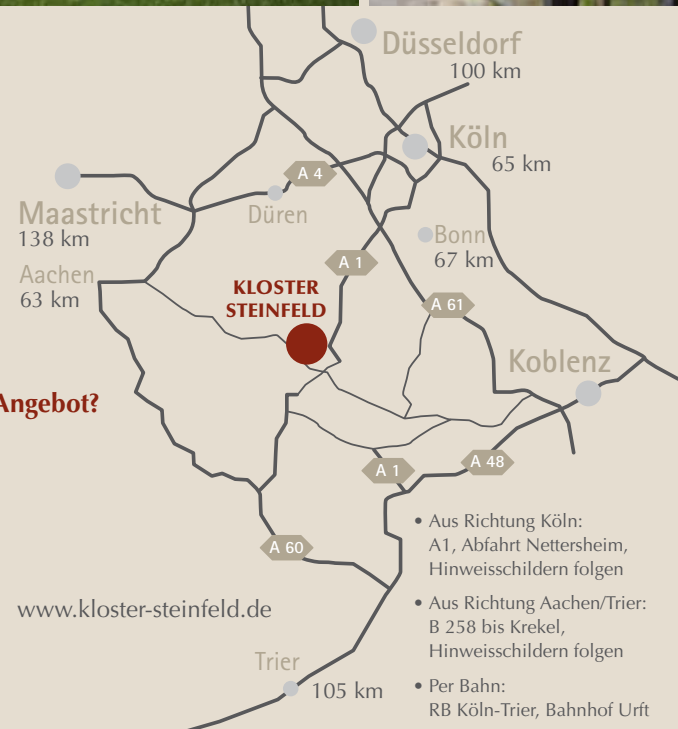 Düsseldorf
100 km
Köln
65 km
A 4
Maastricht
138 km
Düren
Bonn
67 km
Aachen
63 km
A 1
KLOSTER
STEINFELD
A 61
Koblenz
Angebot?
A 1
A 48
A 60
• Aus Richtung Köln:
A1, Abfahrt Nettersheim,
Hinweisschildern folgen
• Aus Richtung Aachen/Trier:
B 258 bis Krekel,
Hinweisschildern folgen
• Per Bahn:
RB Köln-Trier, Bahnhof Urft
www.kloster-steinfeld.de
Trier
105 km